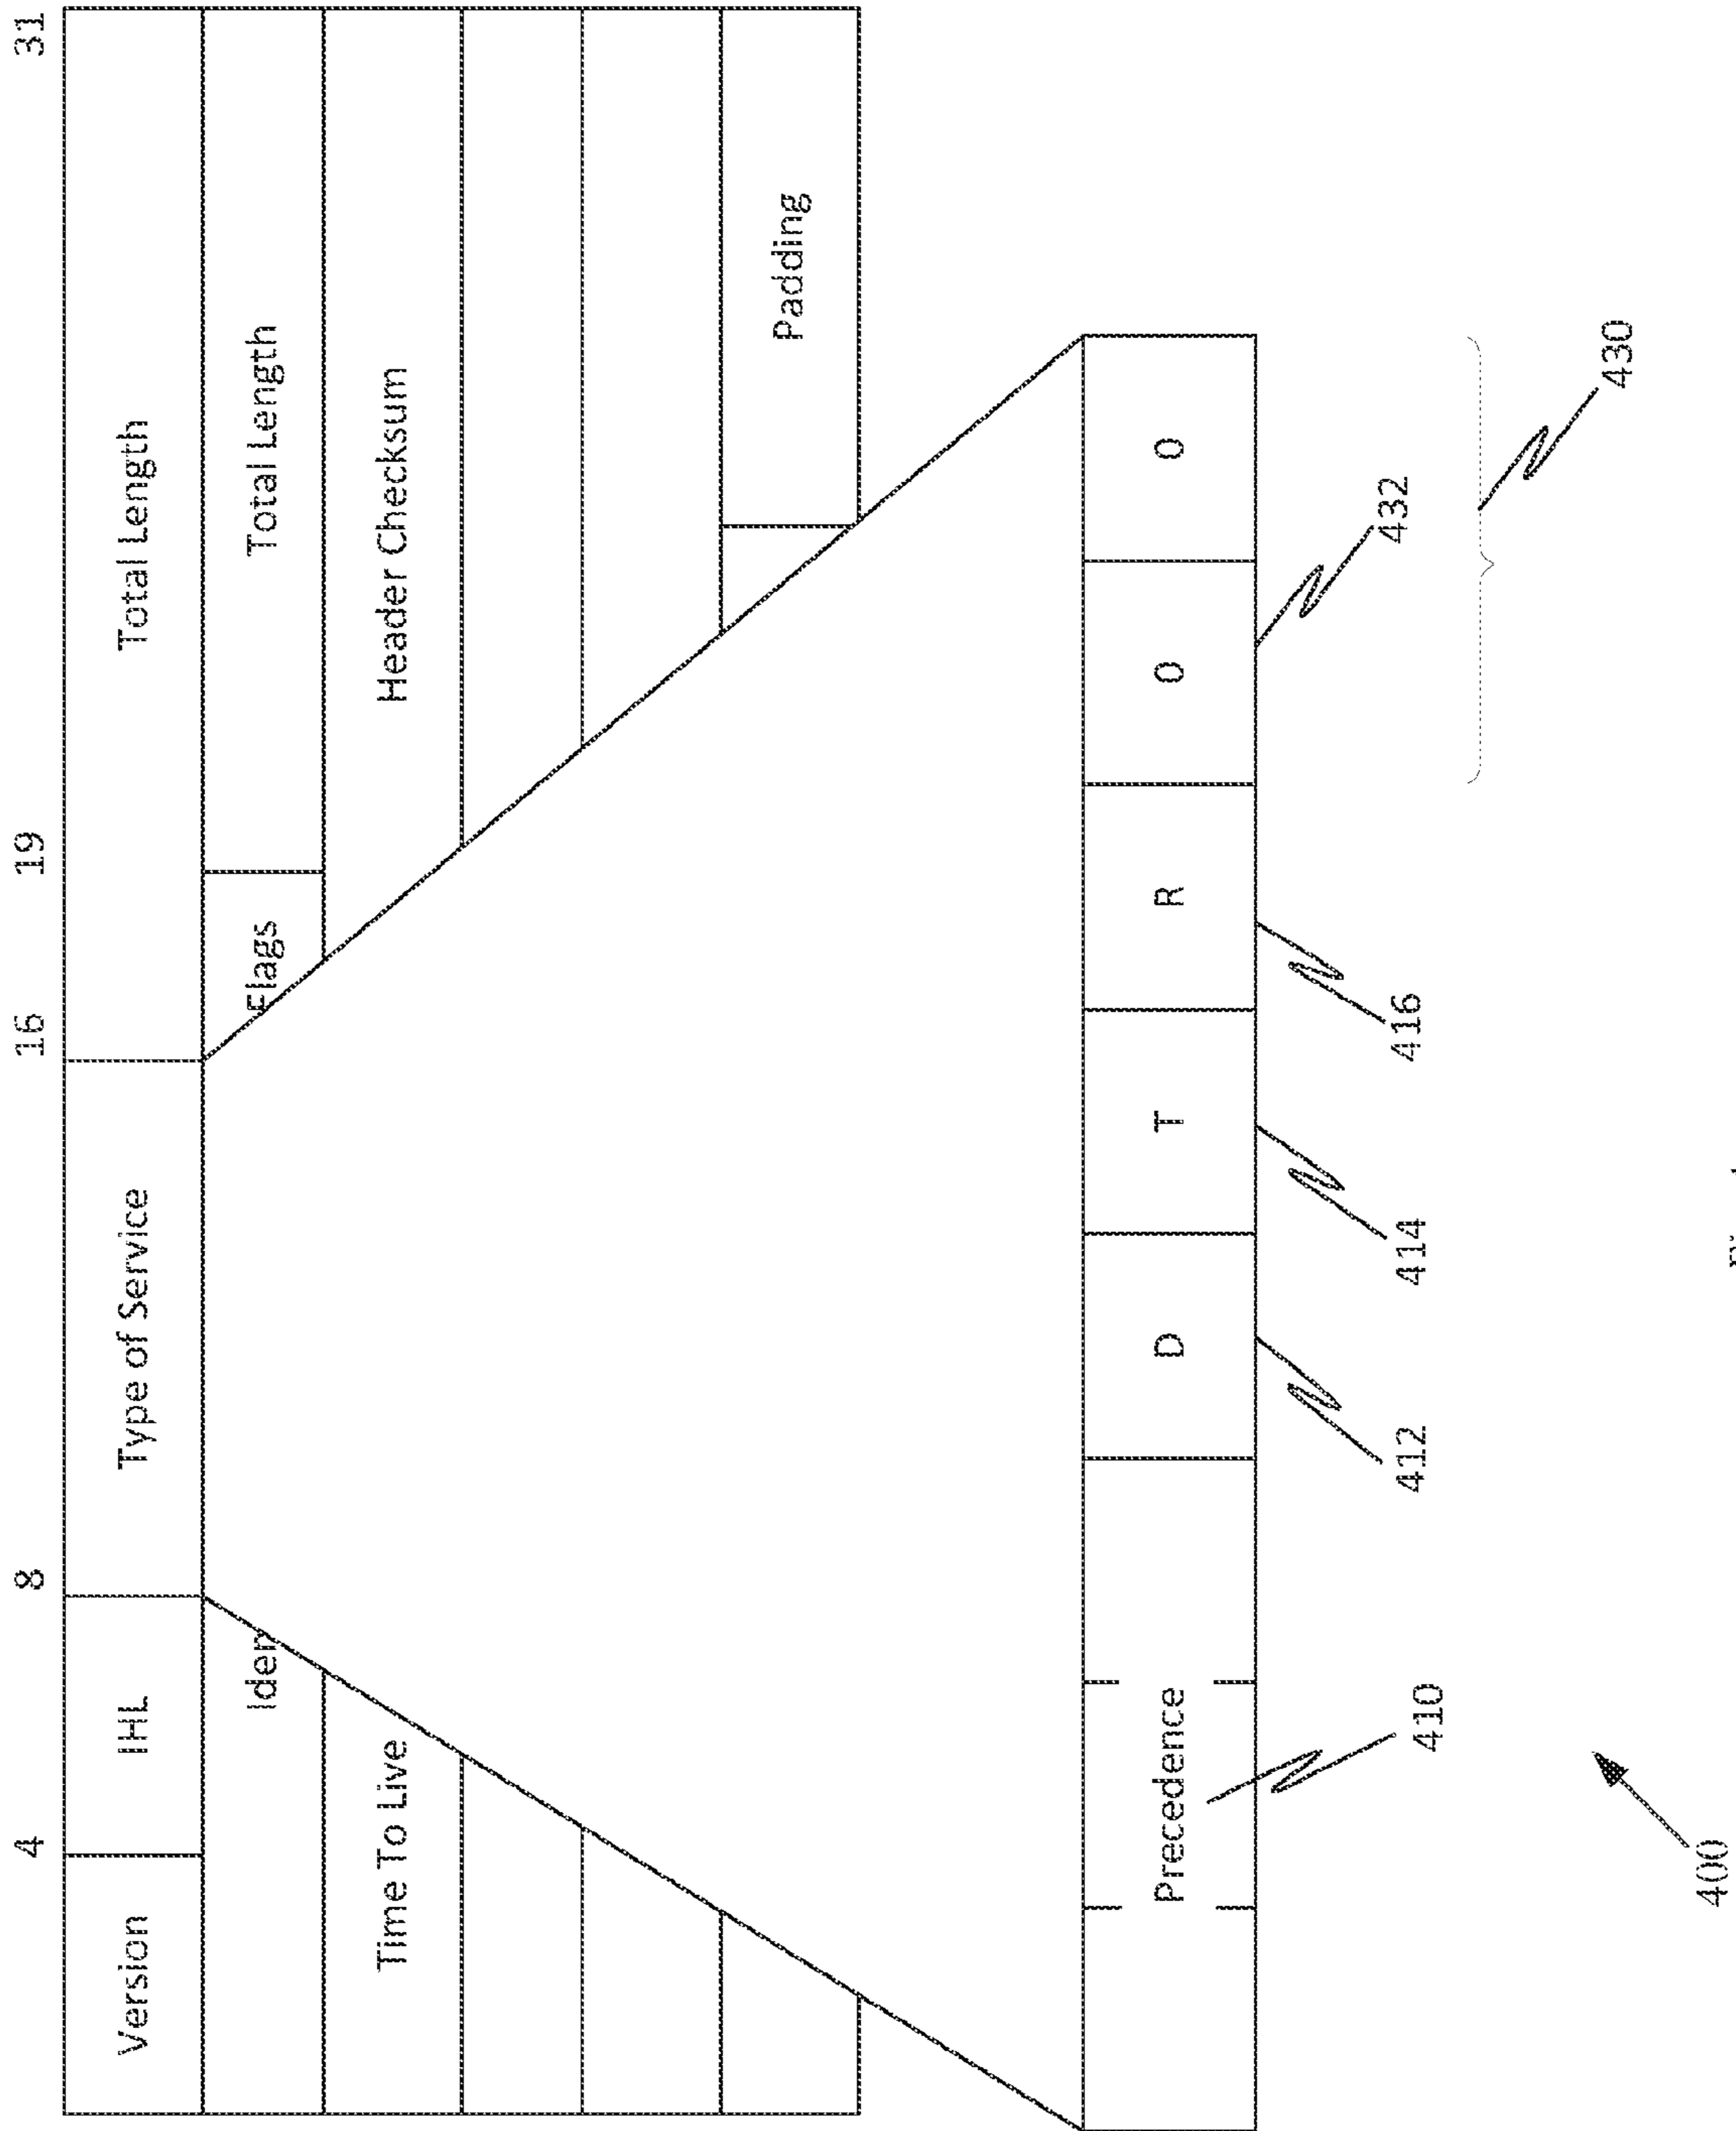 4 8 16 19 31
Version IHL Type of Service Total Length
Iden Flags Total Length
Time To Live Header Checksum
Padding
Precedence D T R 0 0
410 412 414 416 432
430
400